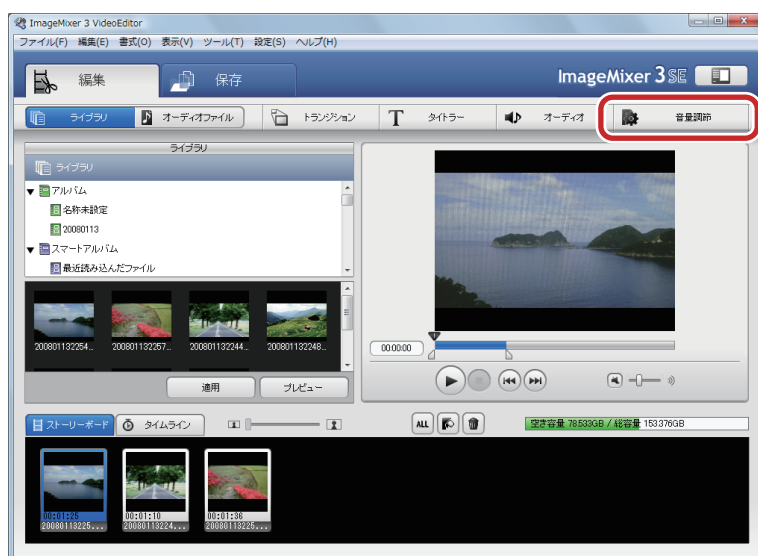 ImageMixer 3 VideoEditor
ファイル(F) 編集(E) 書式(O) 表示(V) ツール(T) 設定(S) ヘルプ(H)
編集 保存 ImageMixer 3 SE
ライブラリ オーディオファイル トランジション T タイトラー オーディオ 音量調節
ライブラリ
ライブラリ
アルバム
名称未設定
20080113
スマートアルバム
最近読み込んだファイル
200801132254... 200801132257... 200801132244... 200801132248...
00:00:00
適用 プレビュー
ストーリーボード タイムライン ALL 空き容量 78.533GB / 総容量 153.376GB
00:01:25 00:01:10 00:01:36
20080113225... 20080113224... 20080113225...